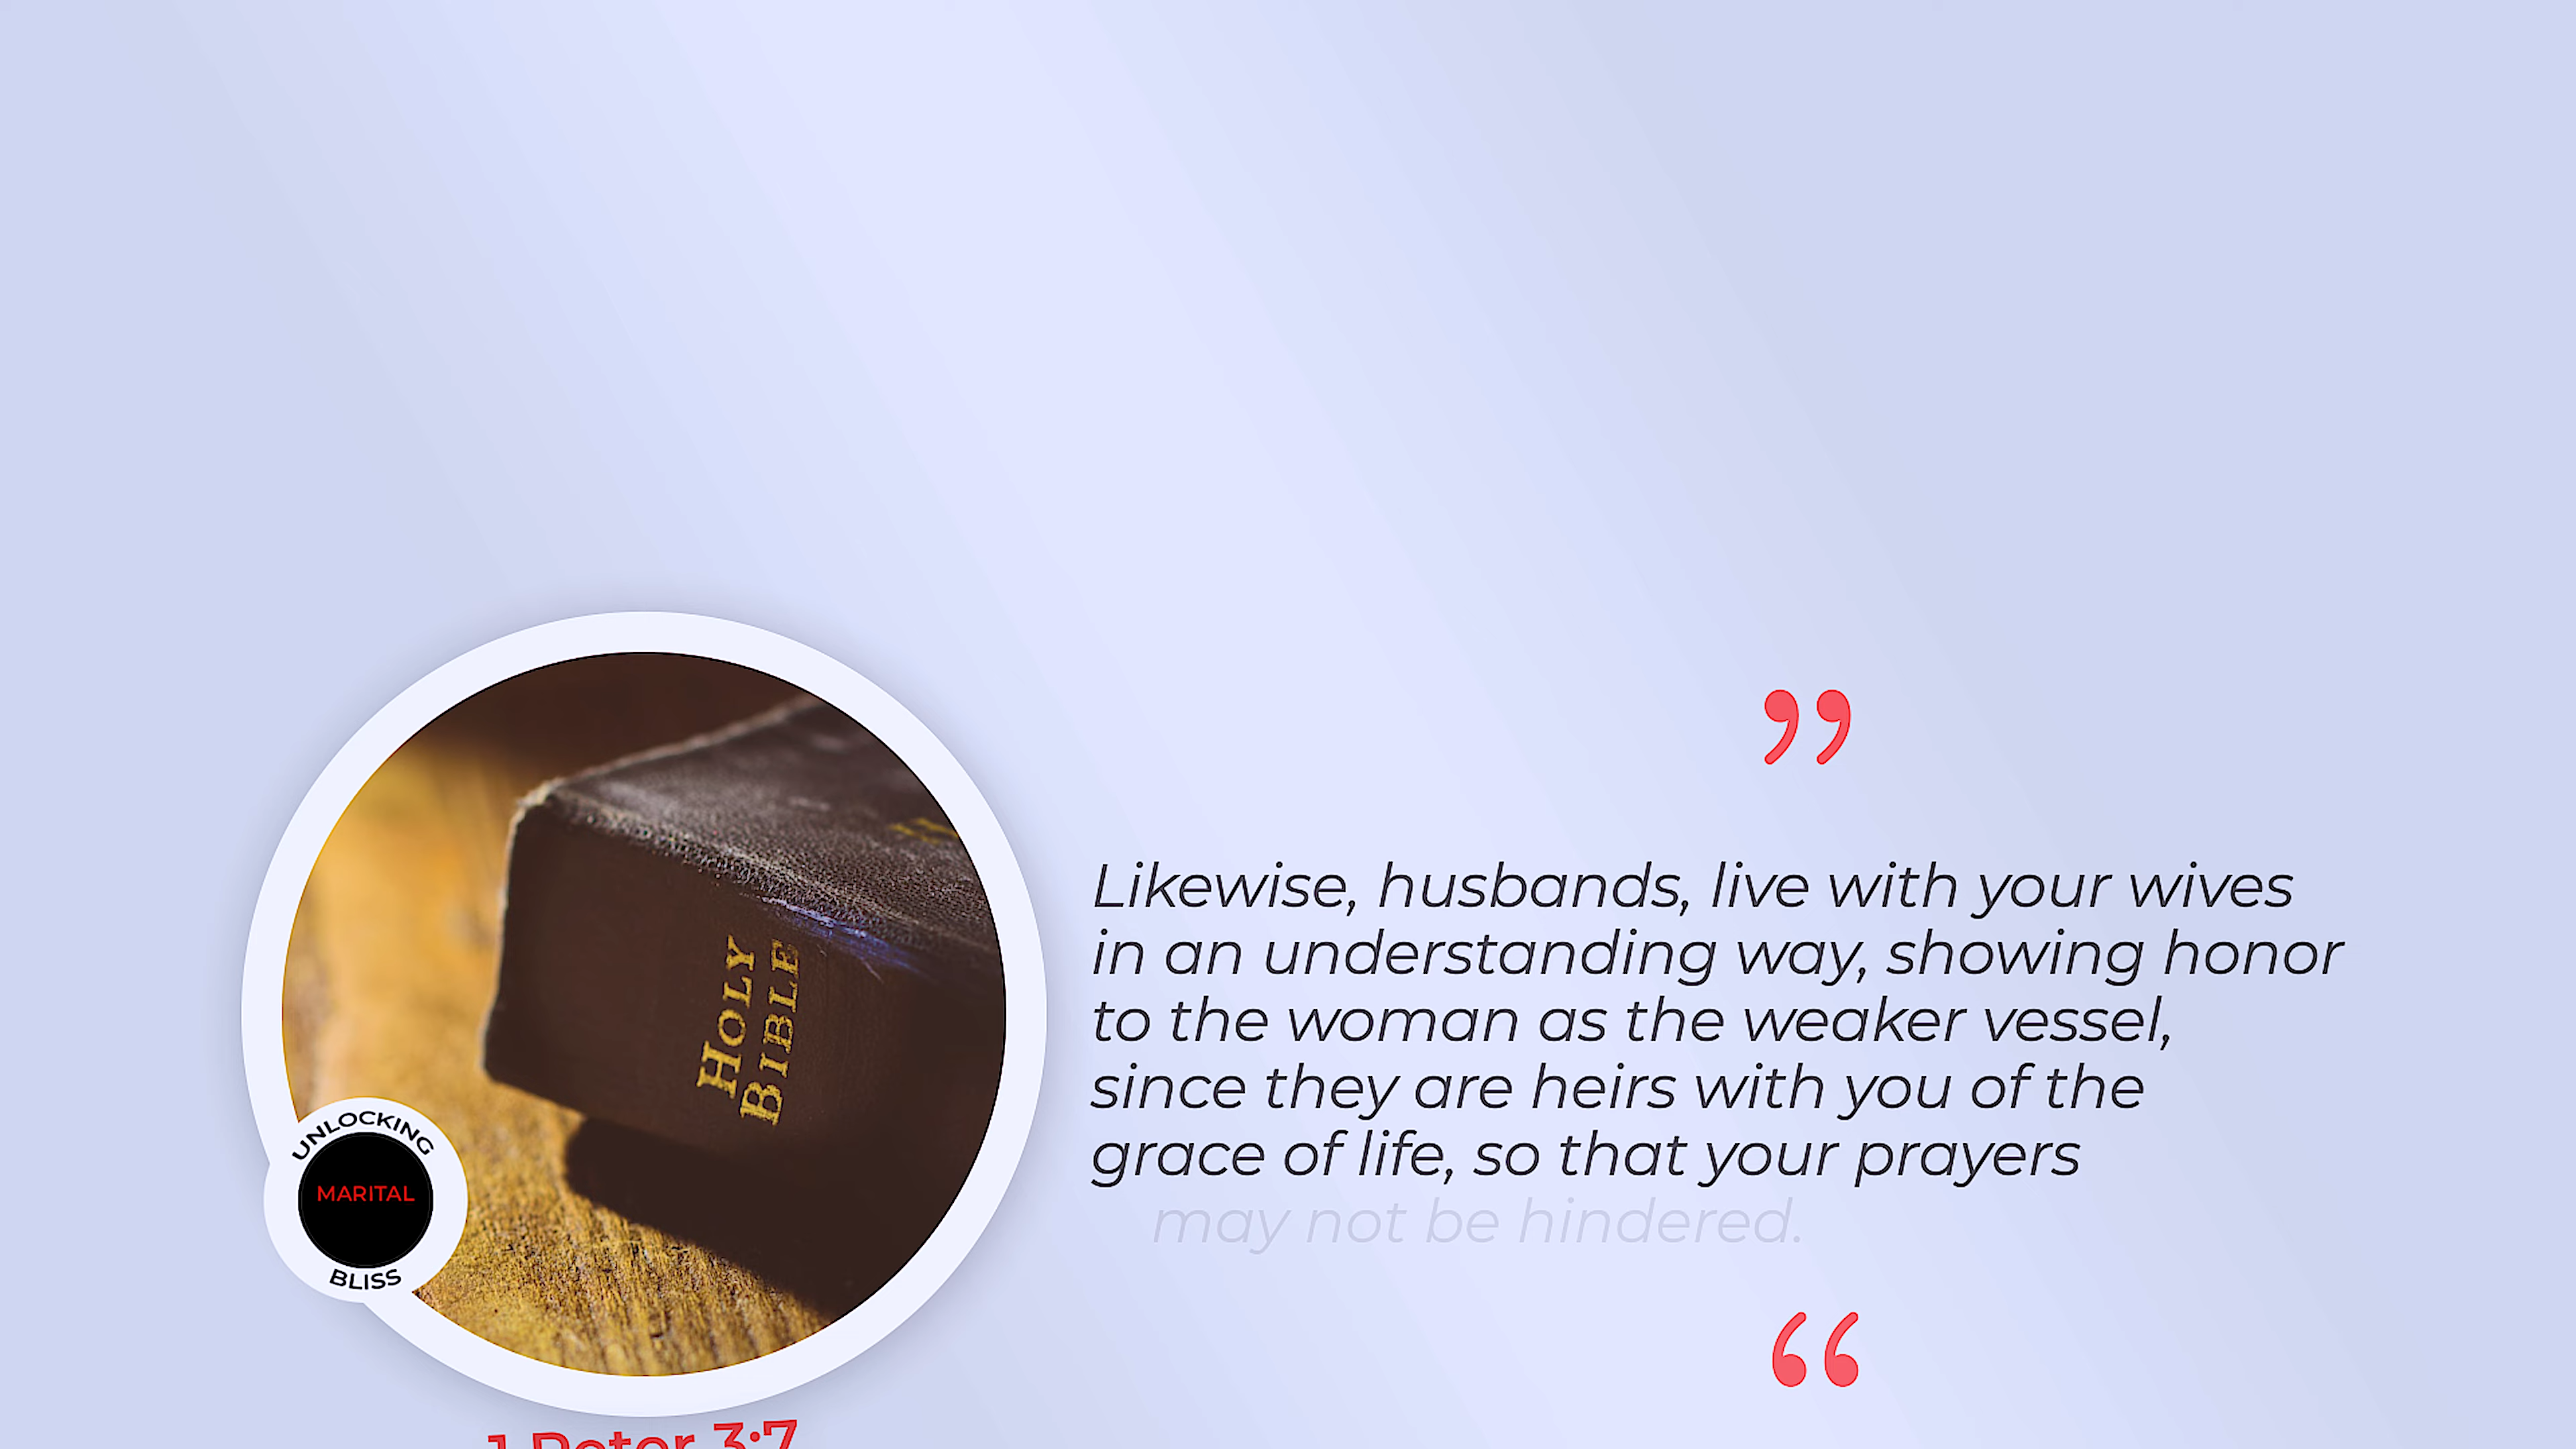 ”
Likewise, husbands, live with your wives
in an understanding way, showing honor
to the woman as the weaker vessel,
since they are heirs with you of the
grace of life, so that your prayers
may not be hindered.
“
HOLY
BIBLE
UNLOCKING
MARITAL
BLISS
1 Peter 3:7